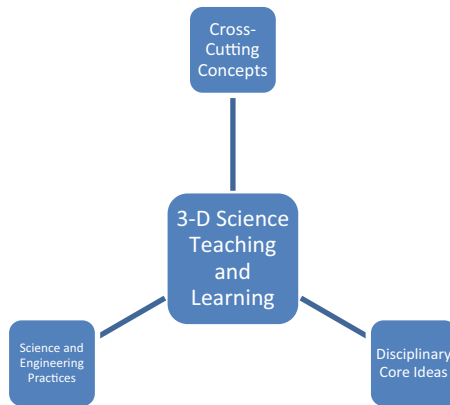 Cross-
Cutting
Concepts
3-D Science
Teaching
and
Learning
Science and
Engineering
Practices
Disciplinary
Core Ideas